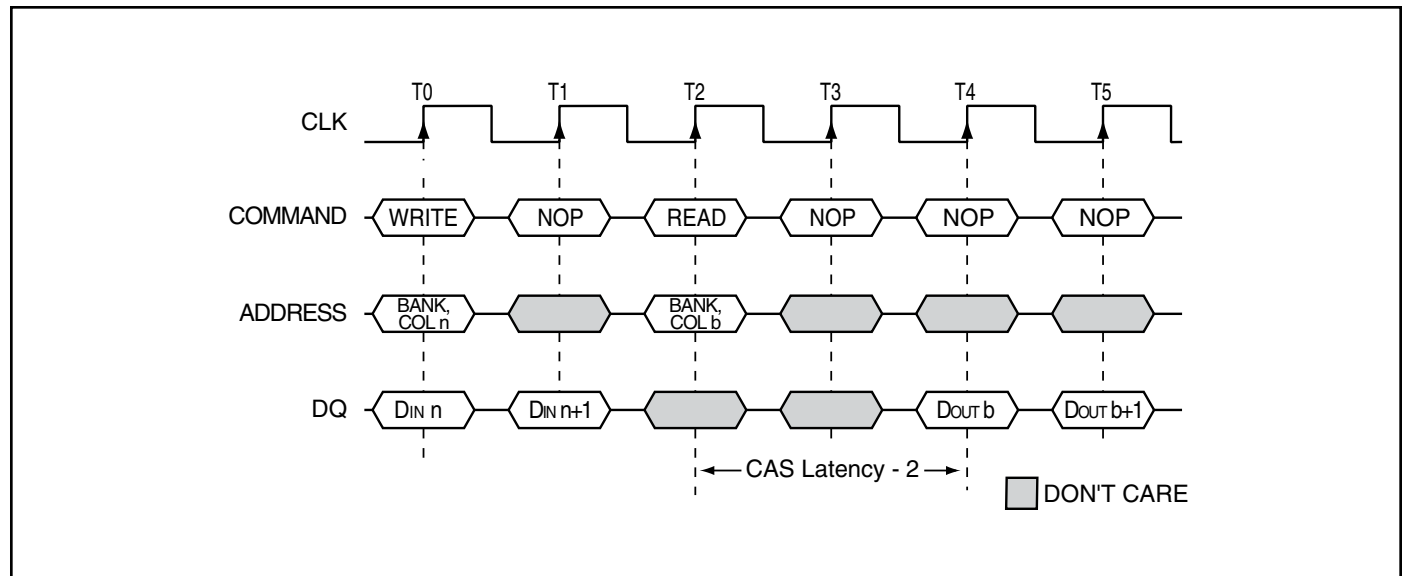 T0 T1 T2 T3 T4 T5
CLK
COMMAND WRITE NOP READ NOP NOP NOP
ADDRESS BANK, COL n BANK, COL b
DQ DIN n DIN n+1 DOUT b DOUT b+1
CAS Latency - 2
DON'T CARE